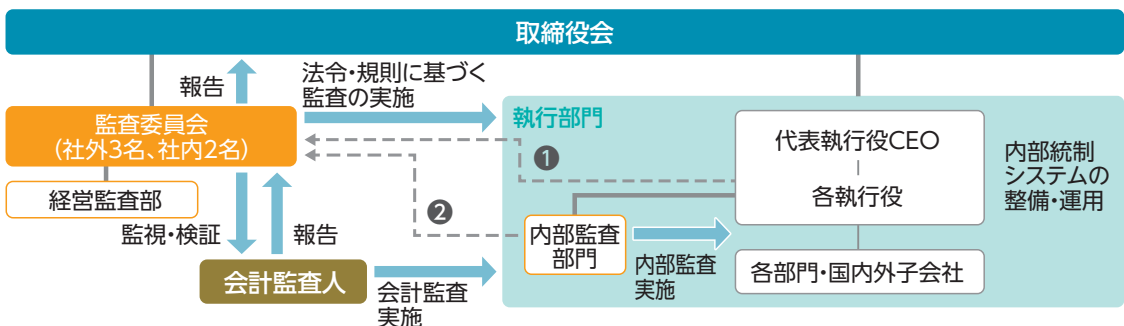 取締役会
報告
法令・規則に基づく
監査の実施
監査委員会
(社外3名、社内2名)
経営監査部
執行部門
❶
❷
代表執行役CEO
各執行役
内部統制
システムの
整備・運用
監視・検証
報告
内部監査
部門
内部監査
実施
各部門・国内外子会社
会計監査人
会計監査
実施